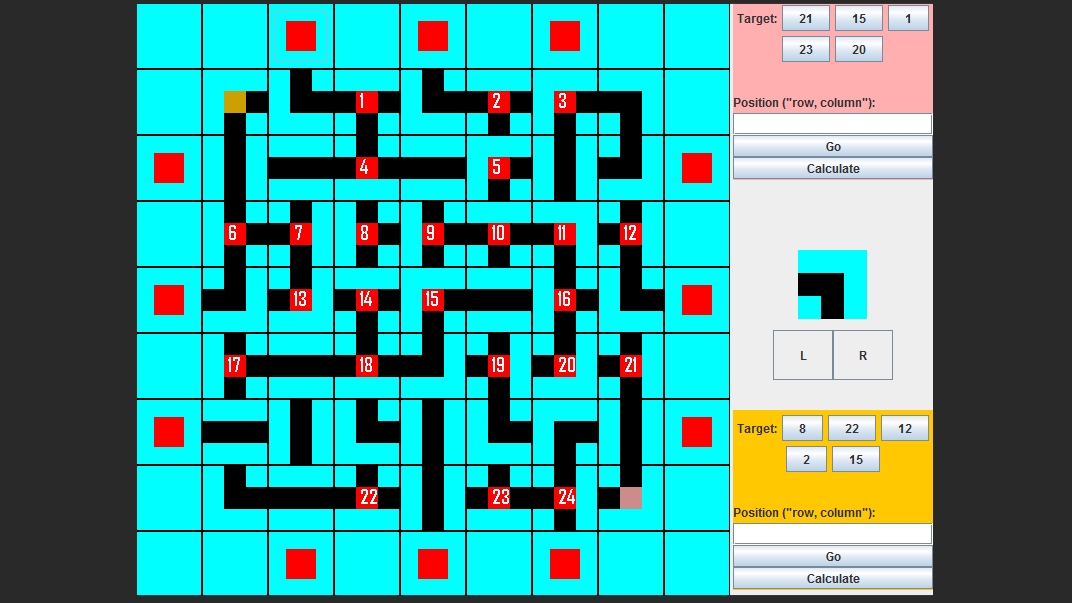 Target: 21 15 1
23 20
Position ("row, column"):
Go
Calculate
1 2 3
4 5
6 7 8 9 10 11 12
13 14 15 16
17 18 19 20 21
22 23 24
L R
Target: 8 22 12
2 15
Position ("row, column"):
Go
Calculate